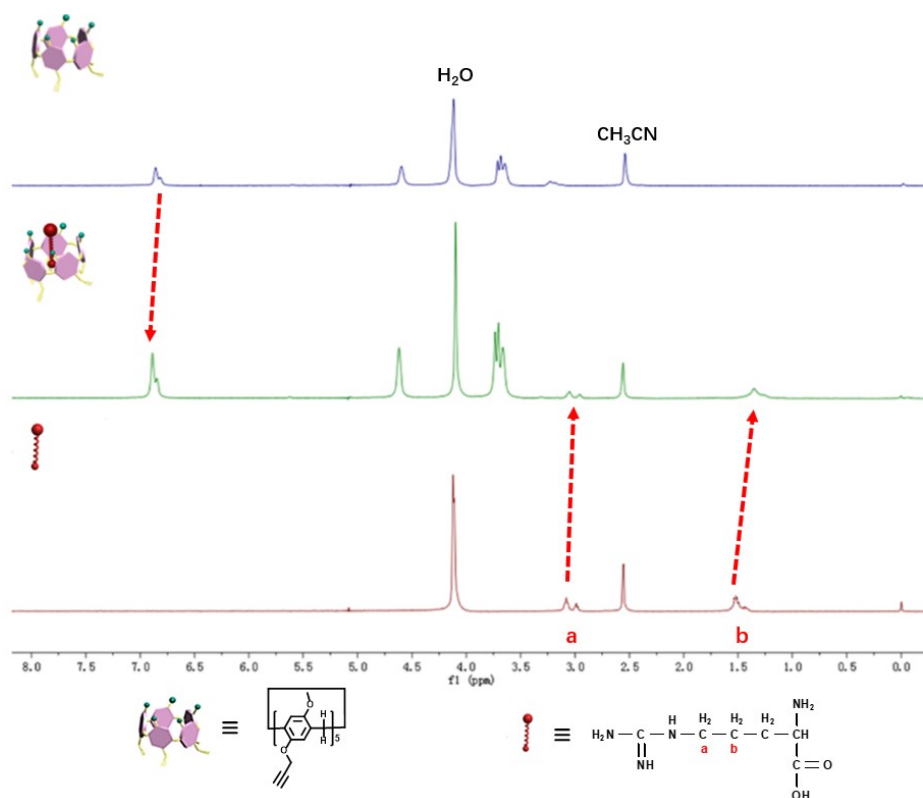 H₂O
CH₃CN
a
b
8.0 7.5 7.0 6.5 6.0 5.5 5.0 4.5 4.0 3.5 3.0 2.5 2.0 1.5 1.0 0.5 0.0
f1 (ppm)
≡
O
H
H
5
O
≡
NH₂ C NH H N H₂ C a H₂ C b H₂ C H C NH₂
NH
C O
OH